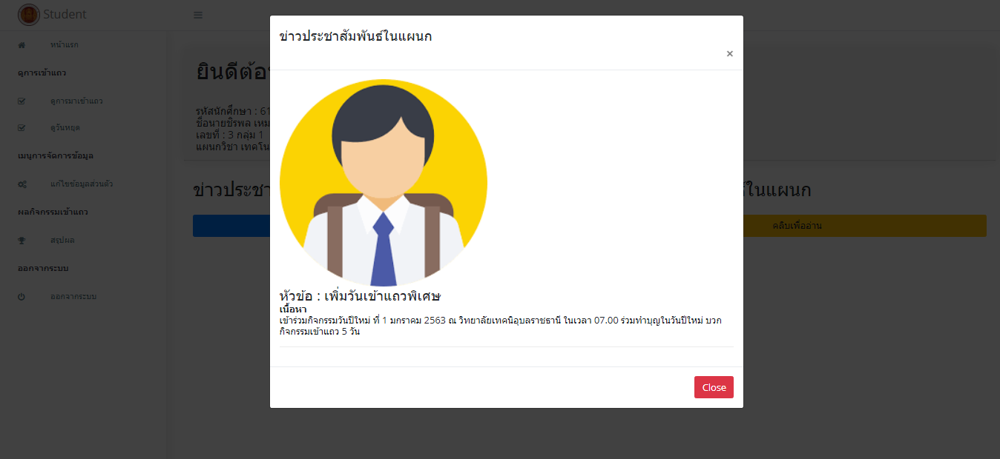 Student
หน้าแรก
ดูการเข้าแถว
ดูการมาเข้าแถว
ดูวันหยุด
เมนูการจัดการข้อมูล
แก้ไขข้อมูลส่วนตัว
ผลกิจกรรมเข้าแถว
สรุปผล
ออกจากระบบ
ออกจากระบบ
ยินดีต้อ
รหัสนักศึกษา : 61
ชื่อนายชิรพล เหม
เลขที่ : 3 กลุ่ม 1
แผนกวิชา เทคโน
ข่าวประชา
ในแผนก
คลิบเพื่ออ่าน
ข่าวประชาสัมพันธ์ในแผนก
×
หัวข้อ : เพิ่มวันเข้าแถวพิเศษ
เนื้อหา
เข้าร่วมกิจกรรมวันปีใหม่ ที่ 1 มกราคม 2563 ณ วิทยาลัยเทคนิอุบลราชธานี ในเวลา 07.00 ร่วมทำบุญในวันปีใหม่ บวก
กิจกรรมเข้าแถว 5 วัน
Close